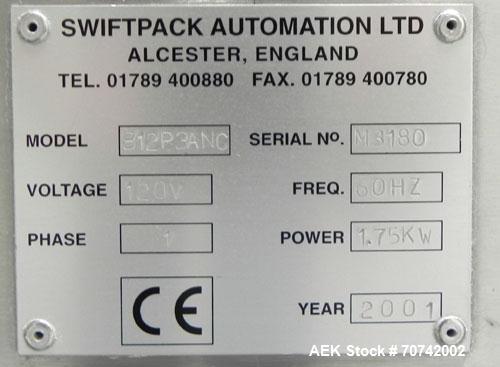 SWIFTPACK AUTOMATION LTD
ALCESTER, ENGLAND
TEL. 01789 400880 FAX. 01789 400780
MODEL B12P3ANC SERIAL Nº. M3180
VOLTAGE 120V FREQ. 60HZ
PHASE 1 POWER 1.75KW
CE YEAR 2001
AEK Stock # 70742002